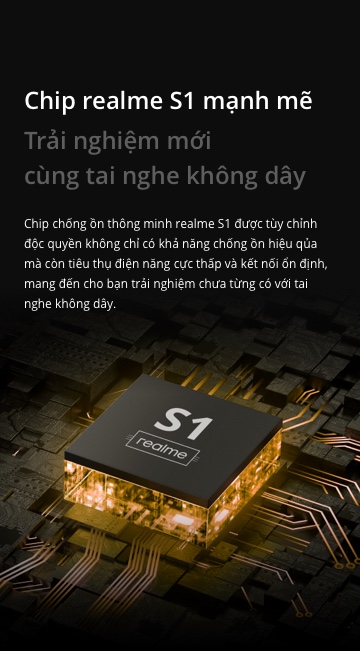 Chip realme S1 mạnh mẽ
Trải nghiệm mới
cùng tai nghe không dây
Chip chống ồn thông minh realme S1 được tùy chỉnh
độc quyền không chỉ có khả năng chống ồn hiệu qủa
mà còn tiêu thụ điện năng cực thấp và kết nối ổn định,
mang đến cho bạn trải nghiệm chưa từng có với tai
nghe không dây.
S1
realme